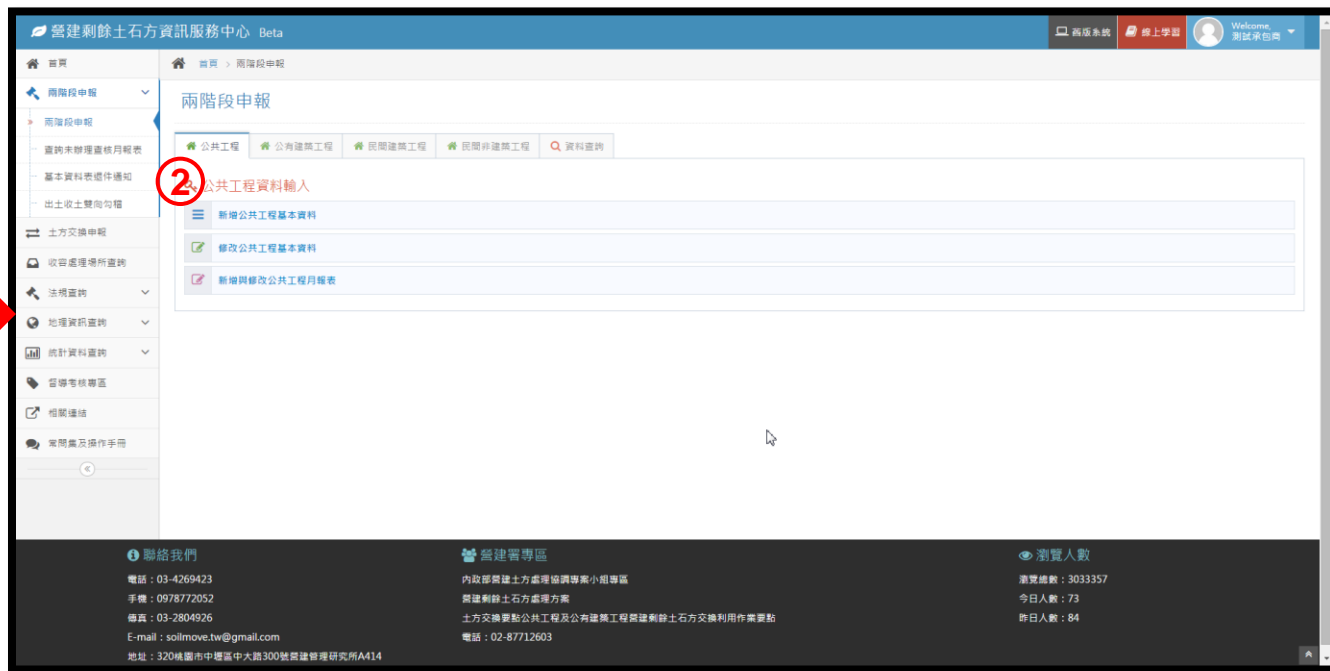 營建剩餘土石方資訊服務中心 Beta
舊版系統
線上學習
Welcome,
測試承包商
首頁
首頁 > 兩階段申報
兩階段申報
兩階段申報
查詢未辦理查核月報表
基本資料表退件通知
出土收土雙向勾稽
土方交換申報
收容處理場所查詢
法規查詢
地理資訊查詢
統計資料查詢
督導考核專區
相關連結
常問集及操作手冊
兩階段申報
公共工程
公有建築工程
民間建築工程
民間非建築工程
資料查詢
②
公共工程資料輸入
新增公共工程基本資料
修改公共工程基本資料
新增與修改公共工程月報表
聯絡我們
電話：03-4269423
手機：0978772052
傳真：03-2804926
E-mail：soilmove.tw@gmail.com
地址：320桃園市中壢區中大路300號營建管理研究所A414
營建署專區
內政部營建土方處理協調專案小組專區
營建剩餘土石方處理方案
土方交換要點公共工程及公有建築工程營建剩餘土石方交換利用作業要點
電話：02-87712603
瀏覽人數
瀏覽總數：3033357
今日人數：73
昨日人數：84